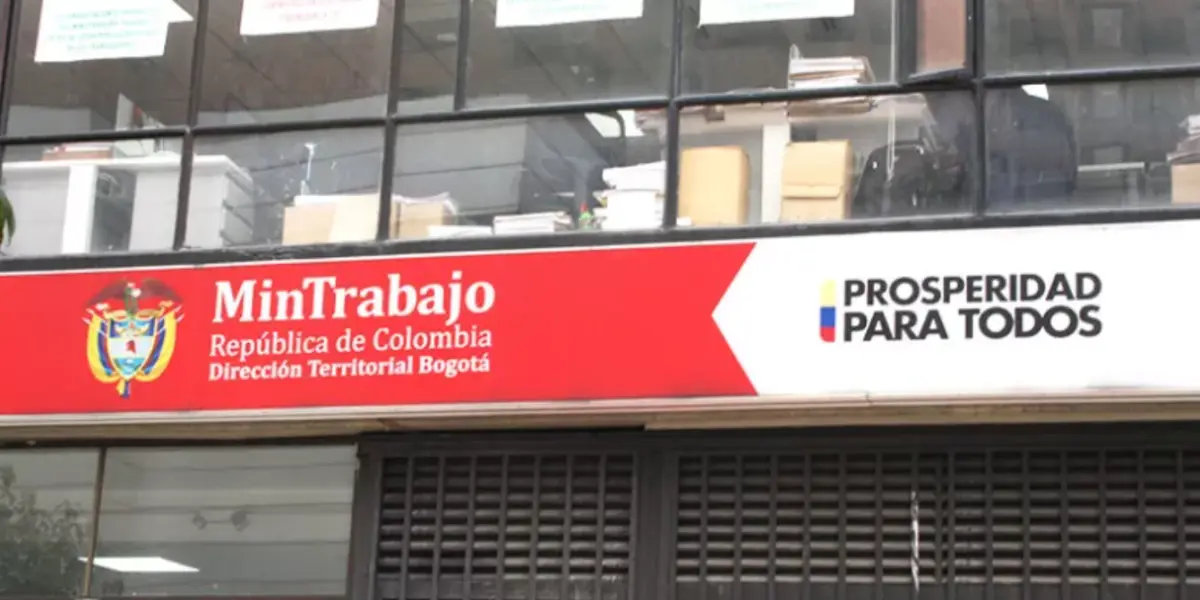 MinTrabajo
República de Colombia
Dirección Territorial Bogotá
PROSPERIDAD
PARA TODOS